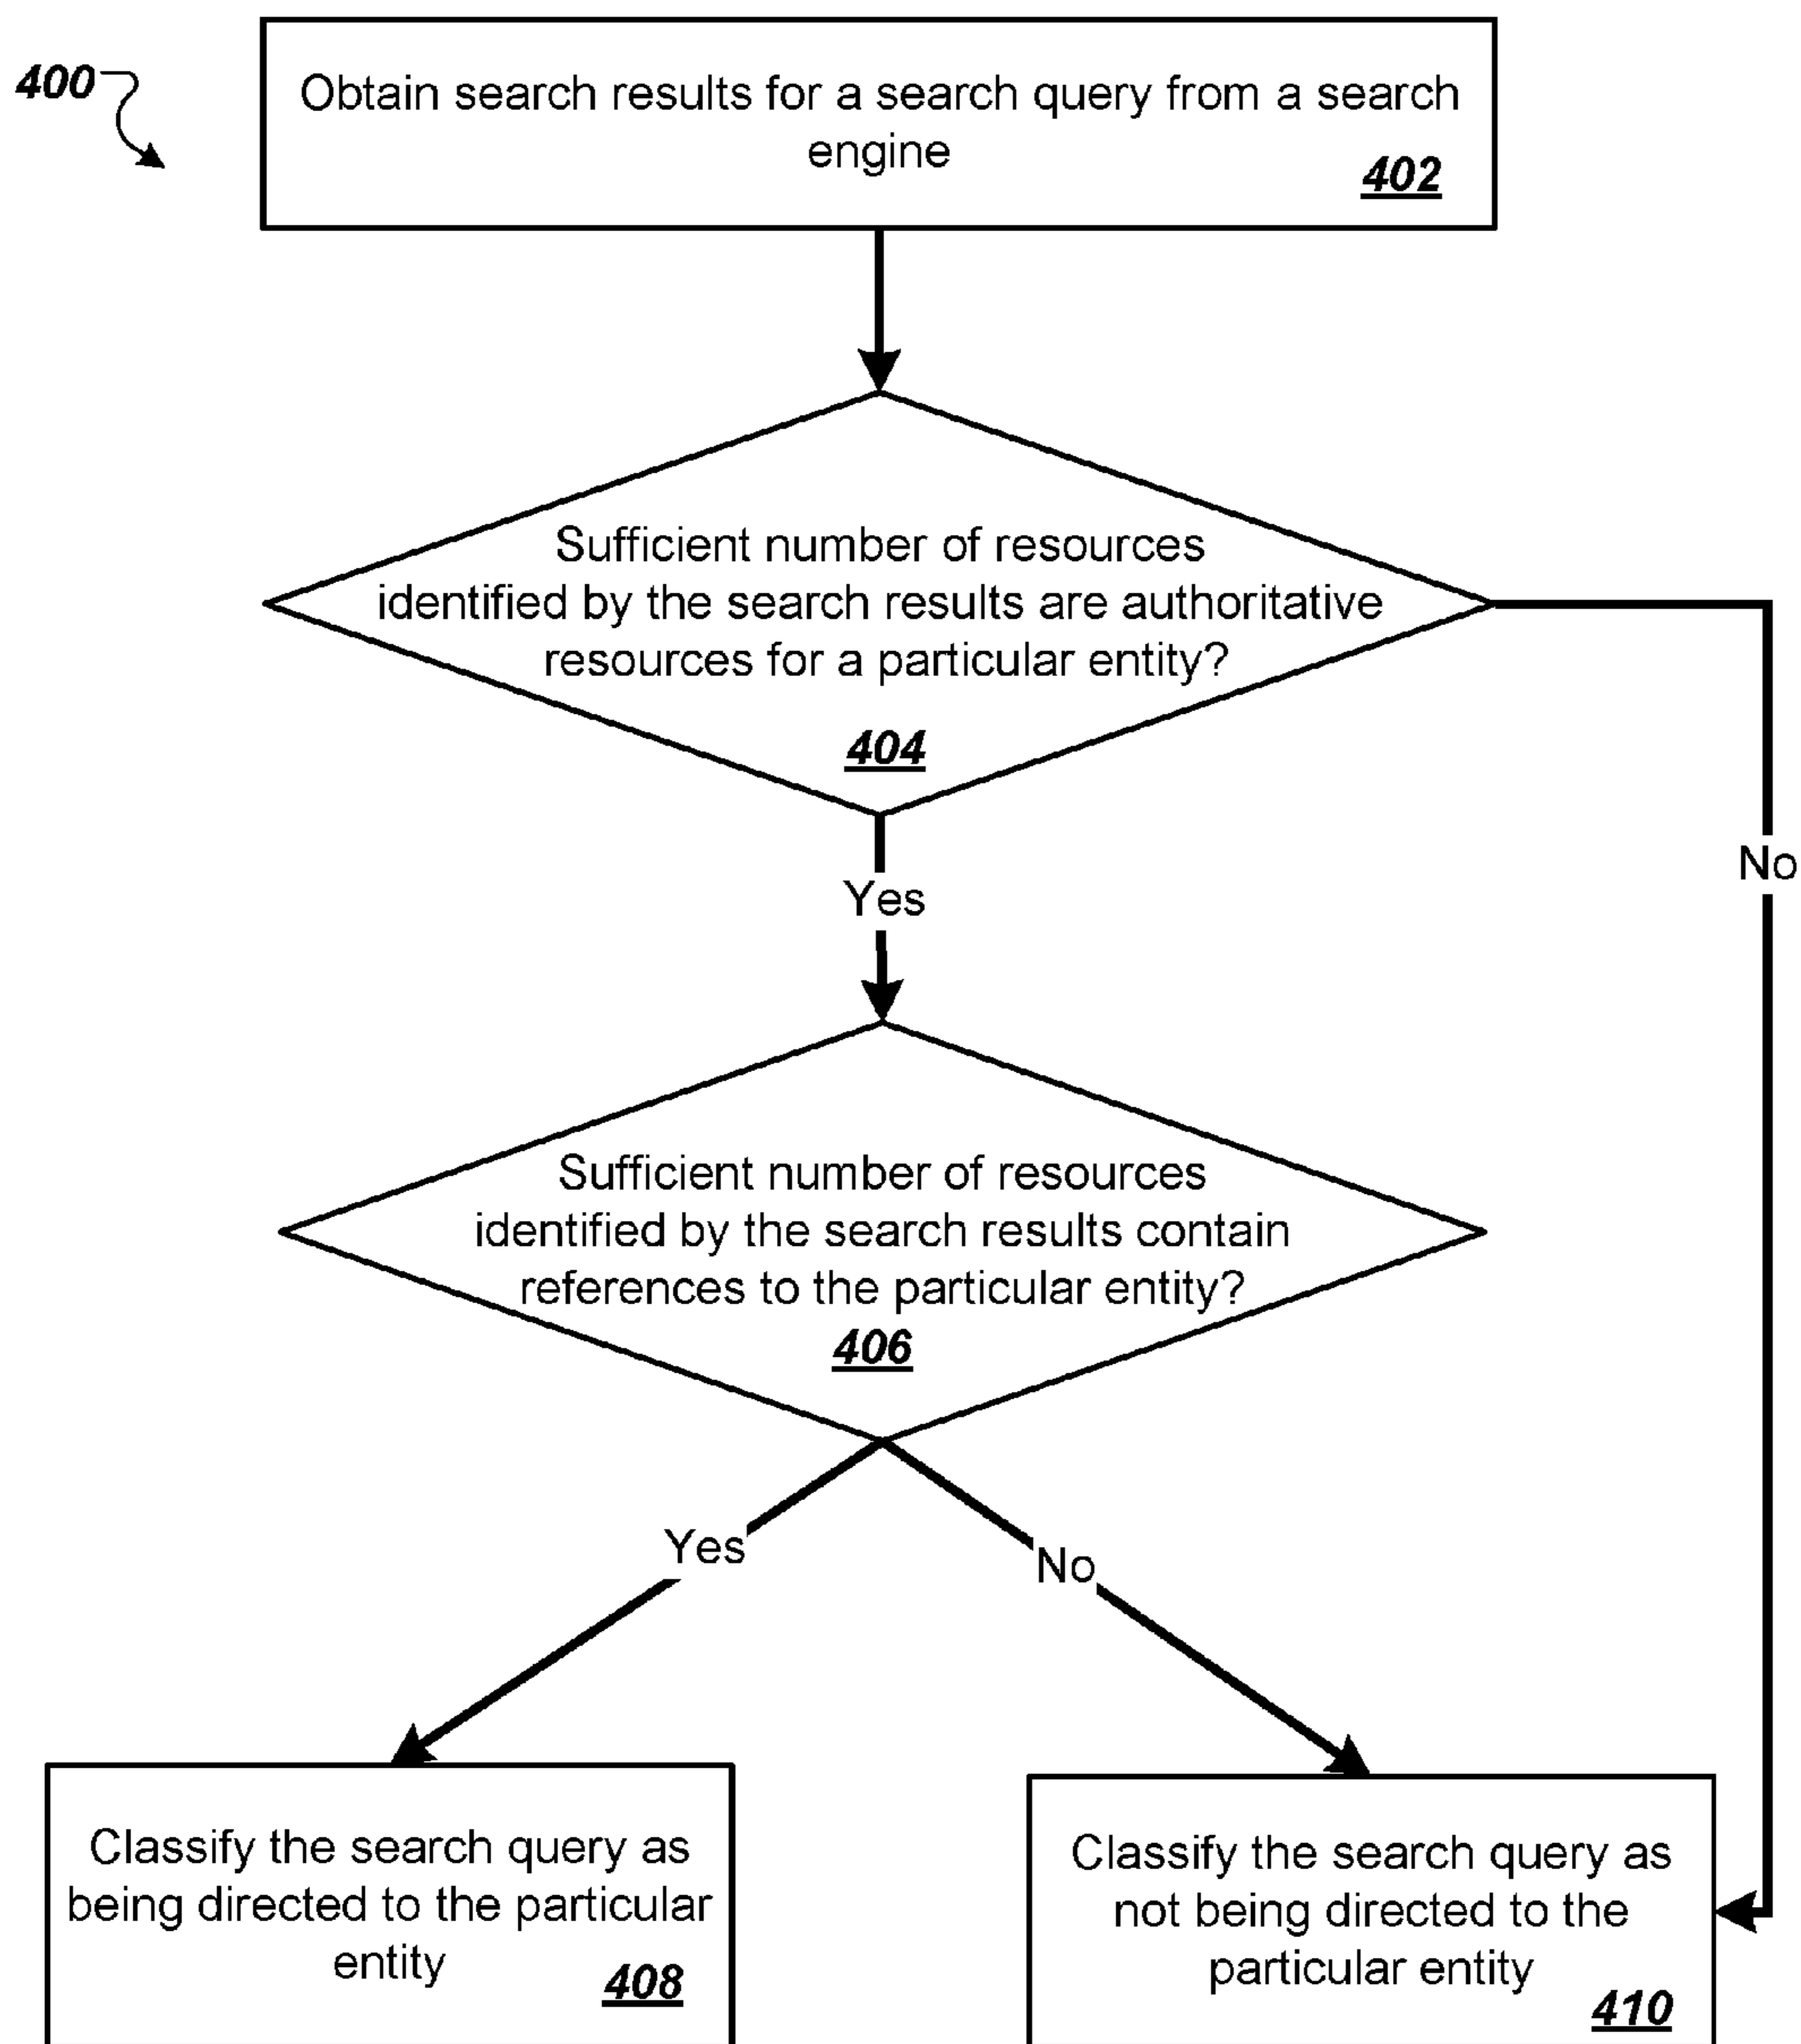 400
Obtain search results for a search query from a search
engine
402
Sufficient number of resources
identified by the search results are authoritative
resources for a particular entity?
404
No
Yes
Sufficient number of resources
identified by the search results contain
references to the particular entity?
406
Yes
No
Classify the search query as
being directed to the particular
entity
408
Classify the search query as
not being directed to the
particular entity
410